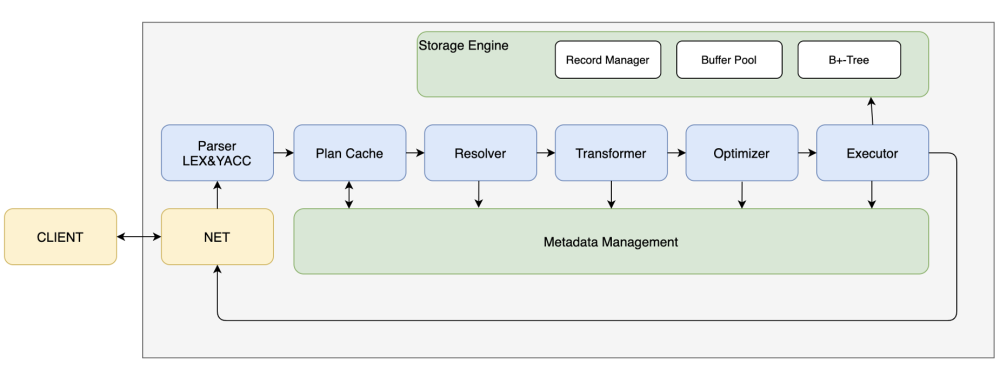 Storage Engine
Record Manager
Buffer Pool
B+-Tree
Parser
LEX&YACC
Plan Cache
Resolver
Transformer
Optimizer
Executor
CLIENT
NET
Metadata Management